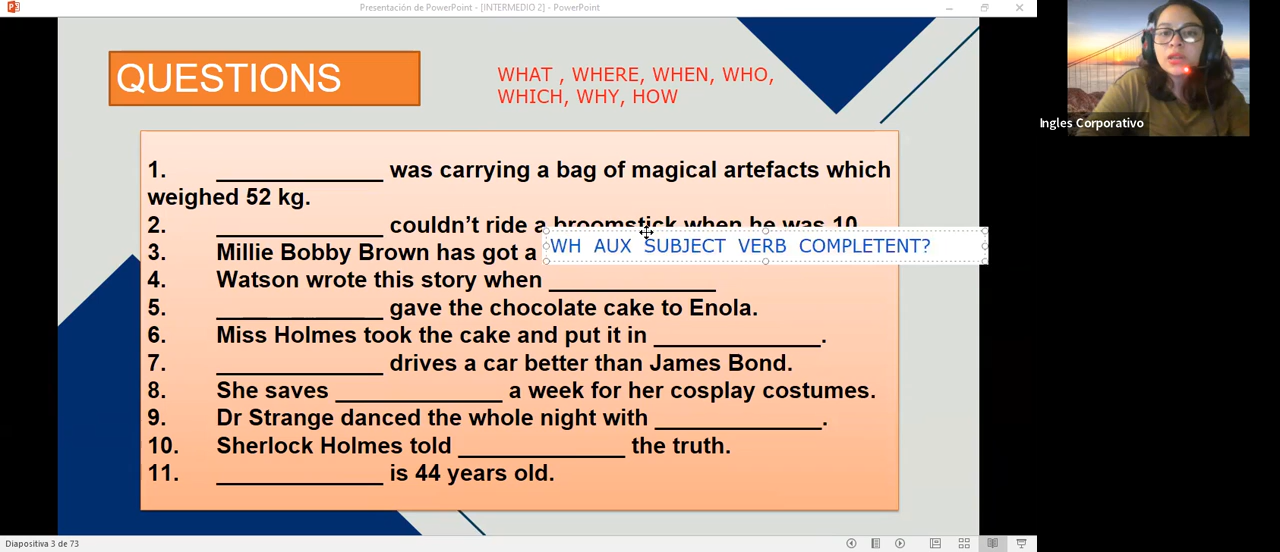 Presentación de PowerPoint - [INTERMEDIO 2] - PowerPoint
QUESTIONS
WHAT , WHERE, WHEN, WHO,
WHICH, WHY, HOW
Ingles Corporativo
1. _____________ was carrying a bag of magical artefacts which
weighed 52 kg.
2. _____________ couldn’t ride a broomstick when he was 10
WH AUX SUBJECT VERB COMPLETENT?
3. Millie Bobby Brown has got a
4. Watson wrote this story when _____________
5. _____________ gave the chocolate cake to Enola.
6. Miss Holmes took the cake and put it in _____________.
7. _____________ drives a car better than James Bond.
8. She saves _____________ a week for her cosplay costumes.
9. Dr Strange danced the whole night with _____________.
10. Sherlock Holmes told _____________ the truth.
11. _____________ is 44 years old.
Diapositiva 3 de 73